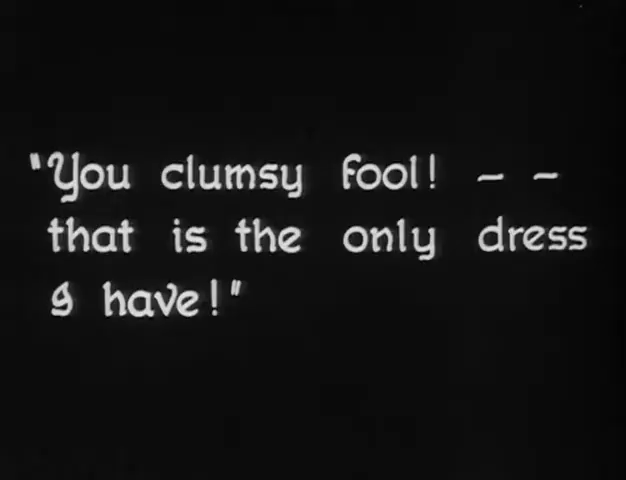 "You clumsy fool! – –
that is the only dress
I have!"